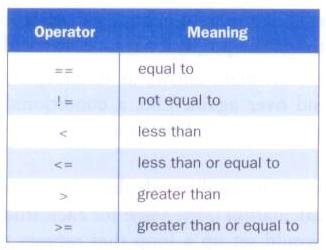 Operator Meaning
== equal to
!= not equal to
< less than
<= less than or equal to
> greater than
>= greater than or equal to